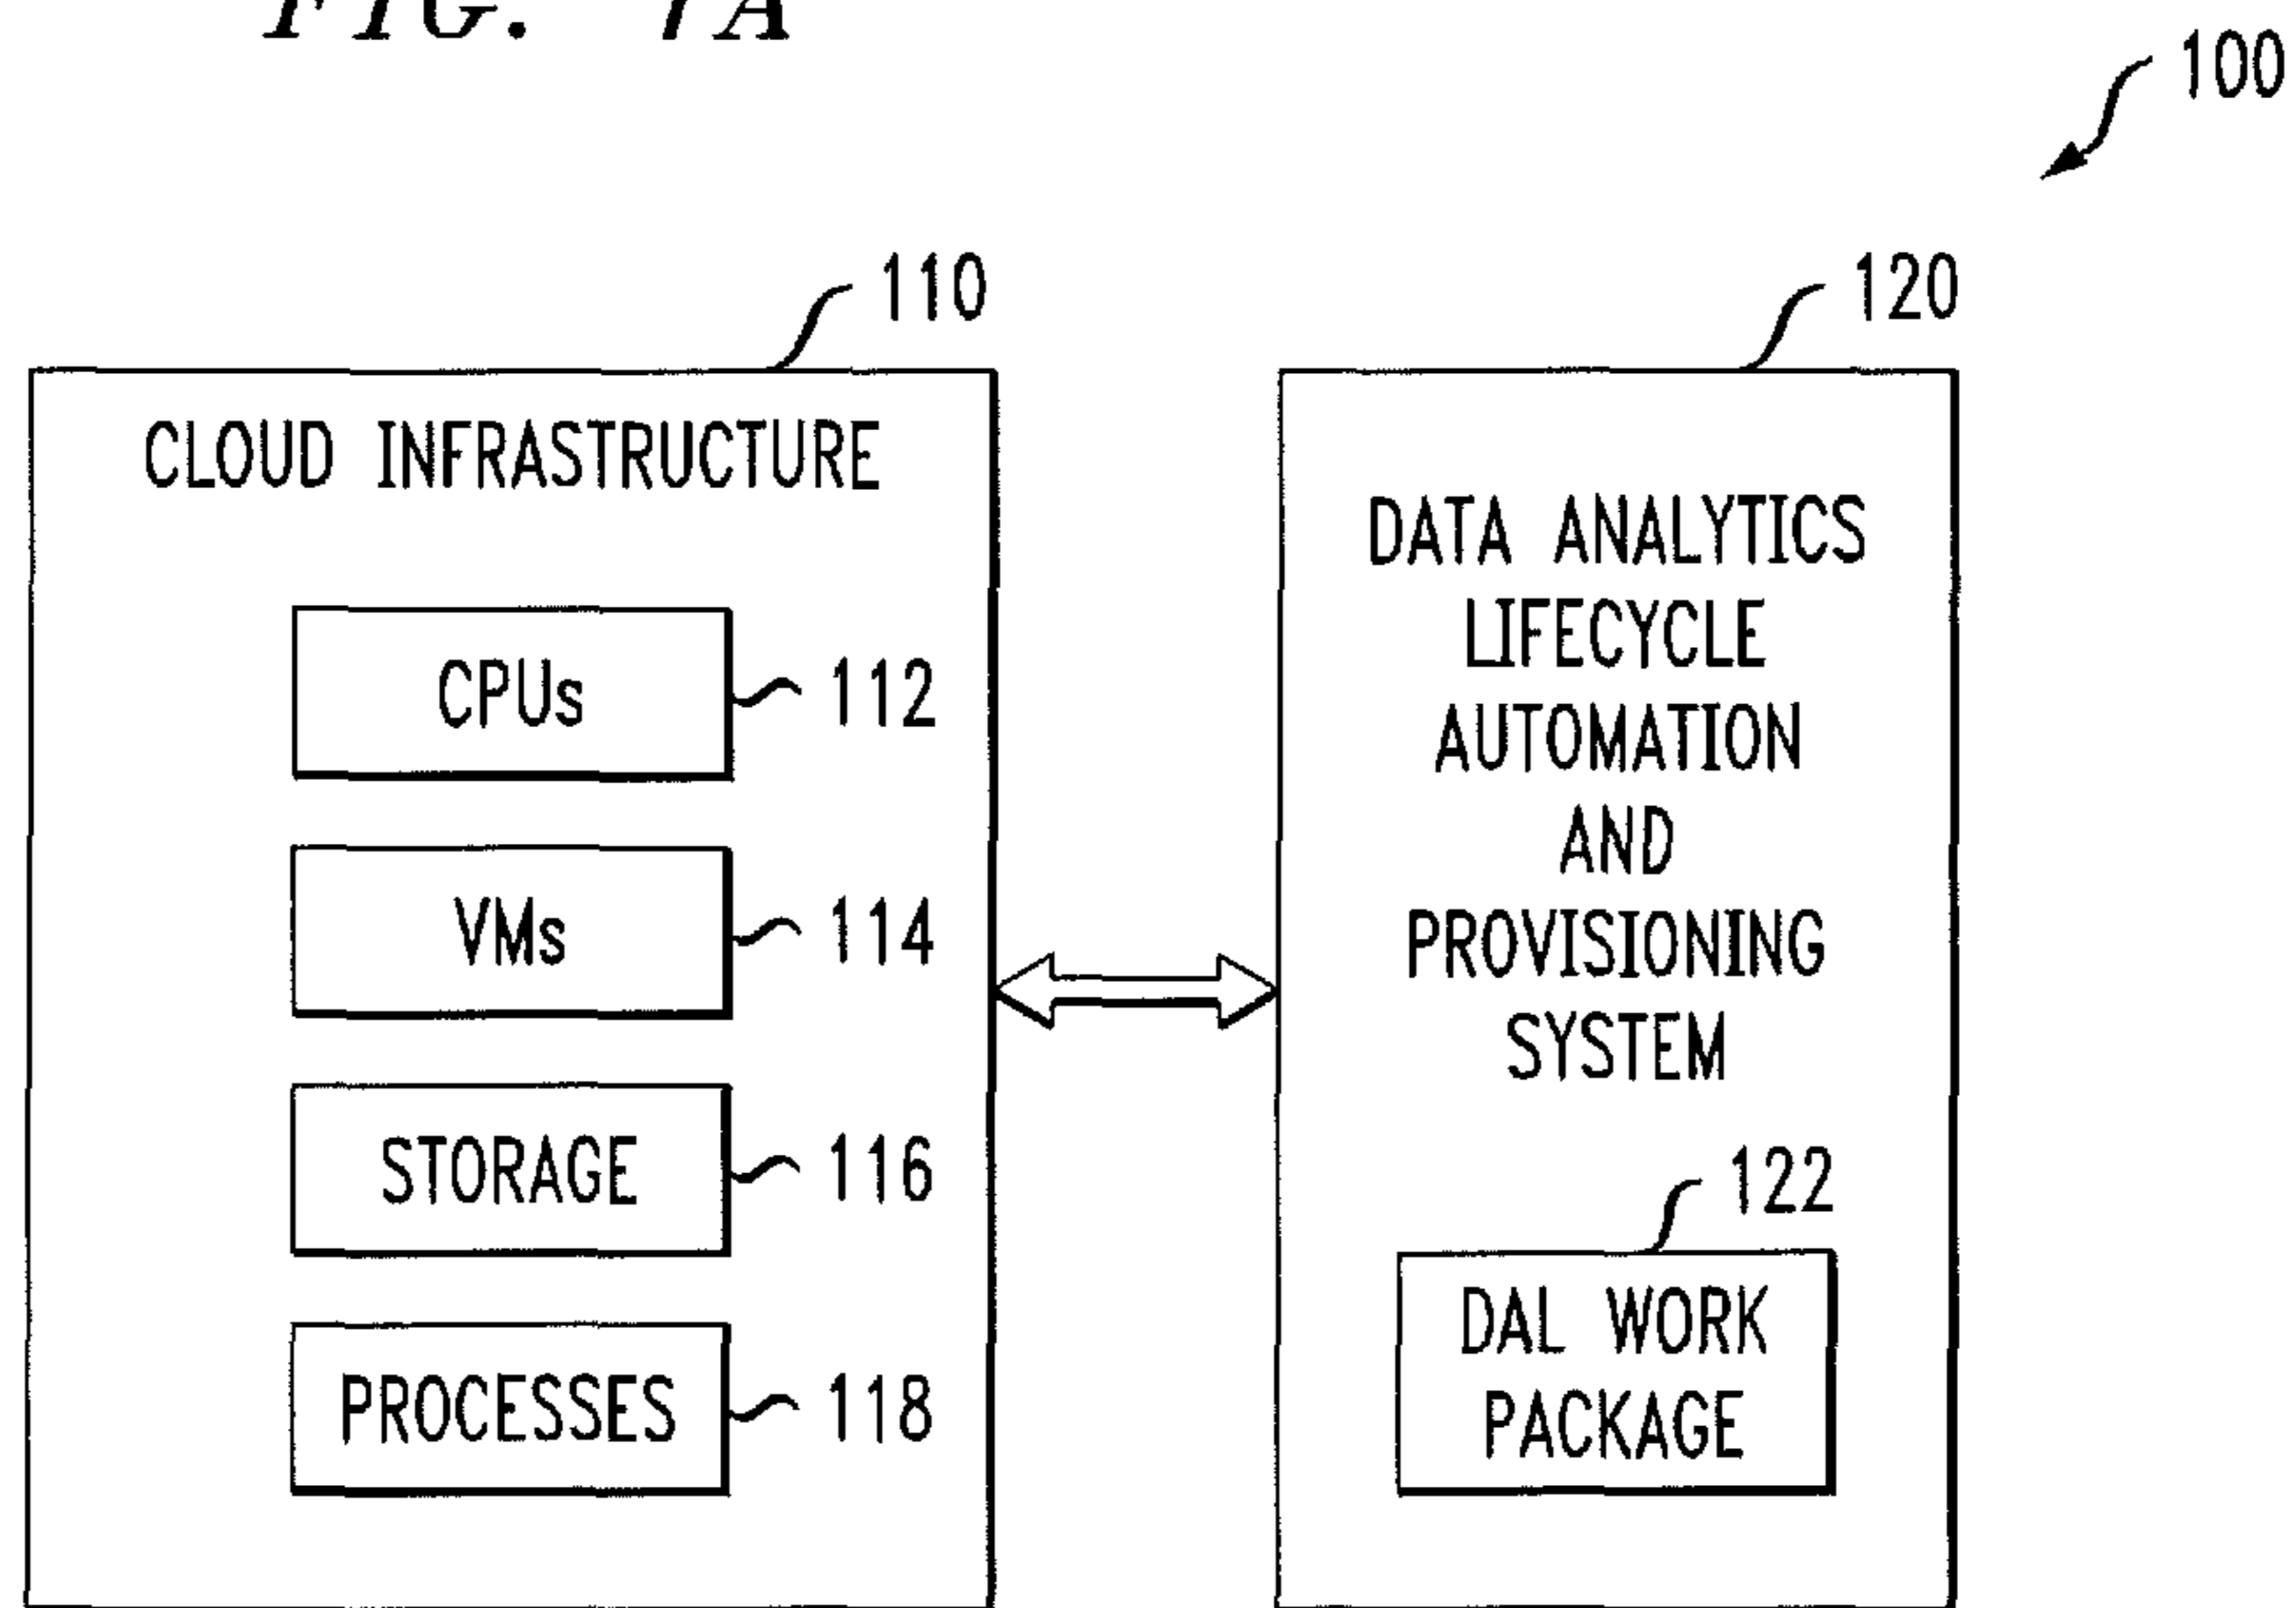 FIG. 1A
100
110
120
CLOUD INFRASTRUCTURE
CPUs
112
VMs
114
STORAGE
116
PROCESSES
118
DATA ANALYTICS
LIFECYCLE
AUTOMATION
AND
PROVISIONING
SYSTEM
122
DAL WORK
PACKAGE